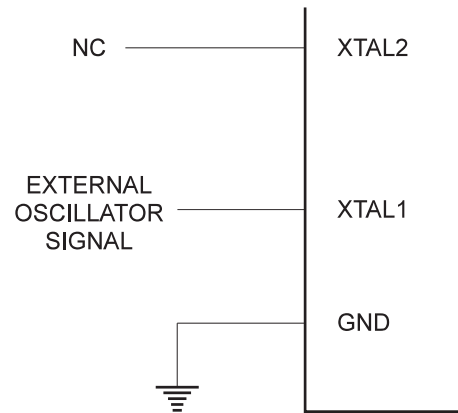 NC
XTAL2
EXTERNAL
OSCILLATOR
SIGNAL
XTAL1
GND